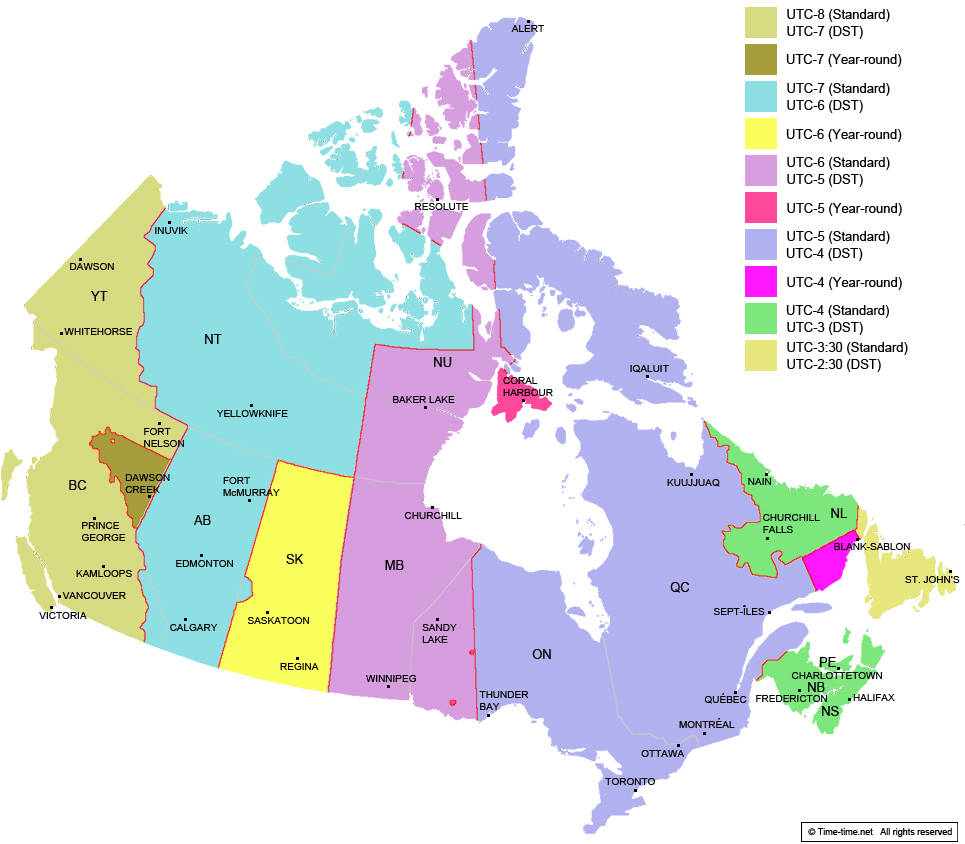 UTC-8 (Standard)
UTC-7 (DST)
UTC-7 (Year-round)
UTC-7 (Standard)
UTC-6 (DST)
UTC-6 (Year-round)
UTC-6 (Standard)
UTC-5 (DST)
UTC-5 (Year-round)
UTC-5 (Standard)
UTC-4 (DST)
UTC-4 (Year-round)
UTC-4 (Standard)
UTC-3 (DST)
UTC-3:30 (Standard)
UTC-2:30 (DST)
ALERT
RESOLUTE
INUVIK
DAWSON
YT
WHITEHORSE
NT
NU
IQALUIT
CORAL
HARBOUR
BAKER LAKE
YELLOWKNIFE
FORT
NELSON
BC
DAWSON
CREEK
FORT
McMURRAY
KUUJJUAQ
NAIN
CHURCHILL
AB
PRINCE
GEORGE
CHURCHILL
FALLS
NL
BLANK-SABLON
EDMONTON
SK
MB
KAMLOOPS
QC
ST. JOHN'S
VANCOUVER
VICTORIA
CALGARY
SASKATOON
SANDY
LAKE
SEPT-ÎLES
ON
REGINA
WINNIPEG
THUNDER
BAY
PE
CHARLOTTETOWN
NB
QUÉBEC
FREDERICTON
HALIFAX
NS
MONTRÉAL
OTTAWA
TORONTO
© Time-time.net All rights reserved